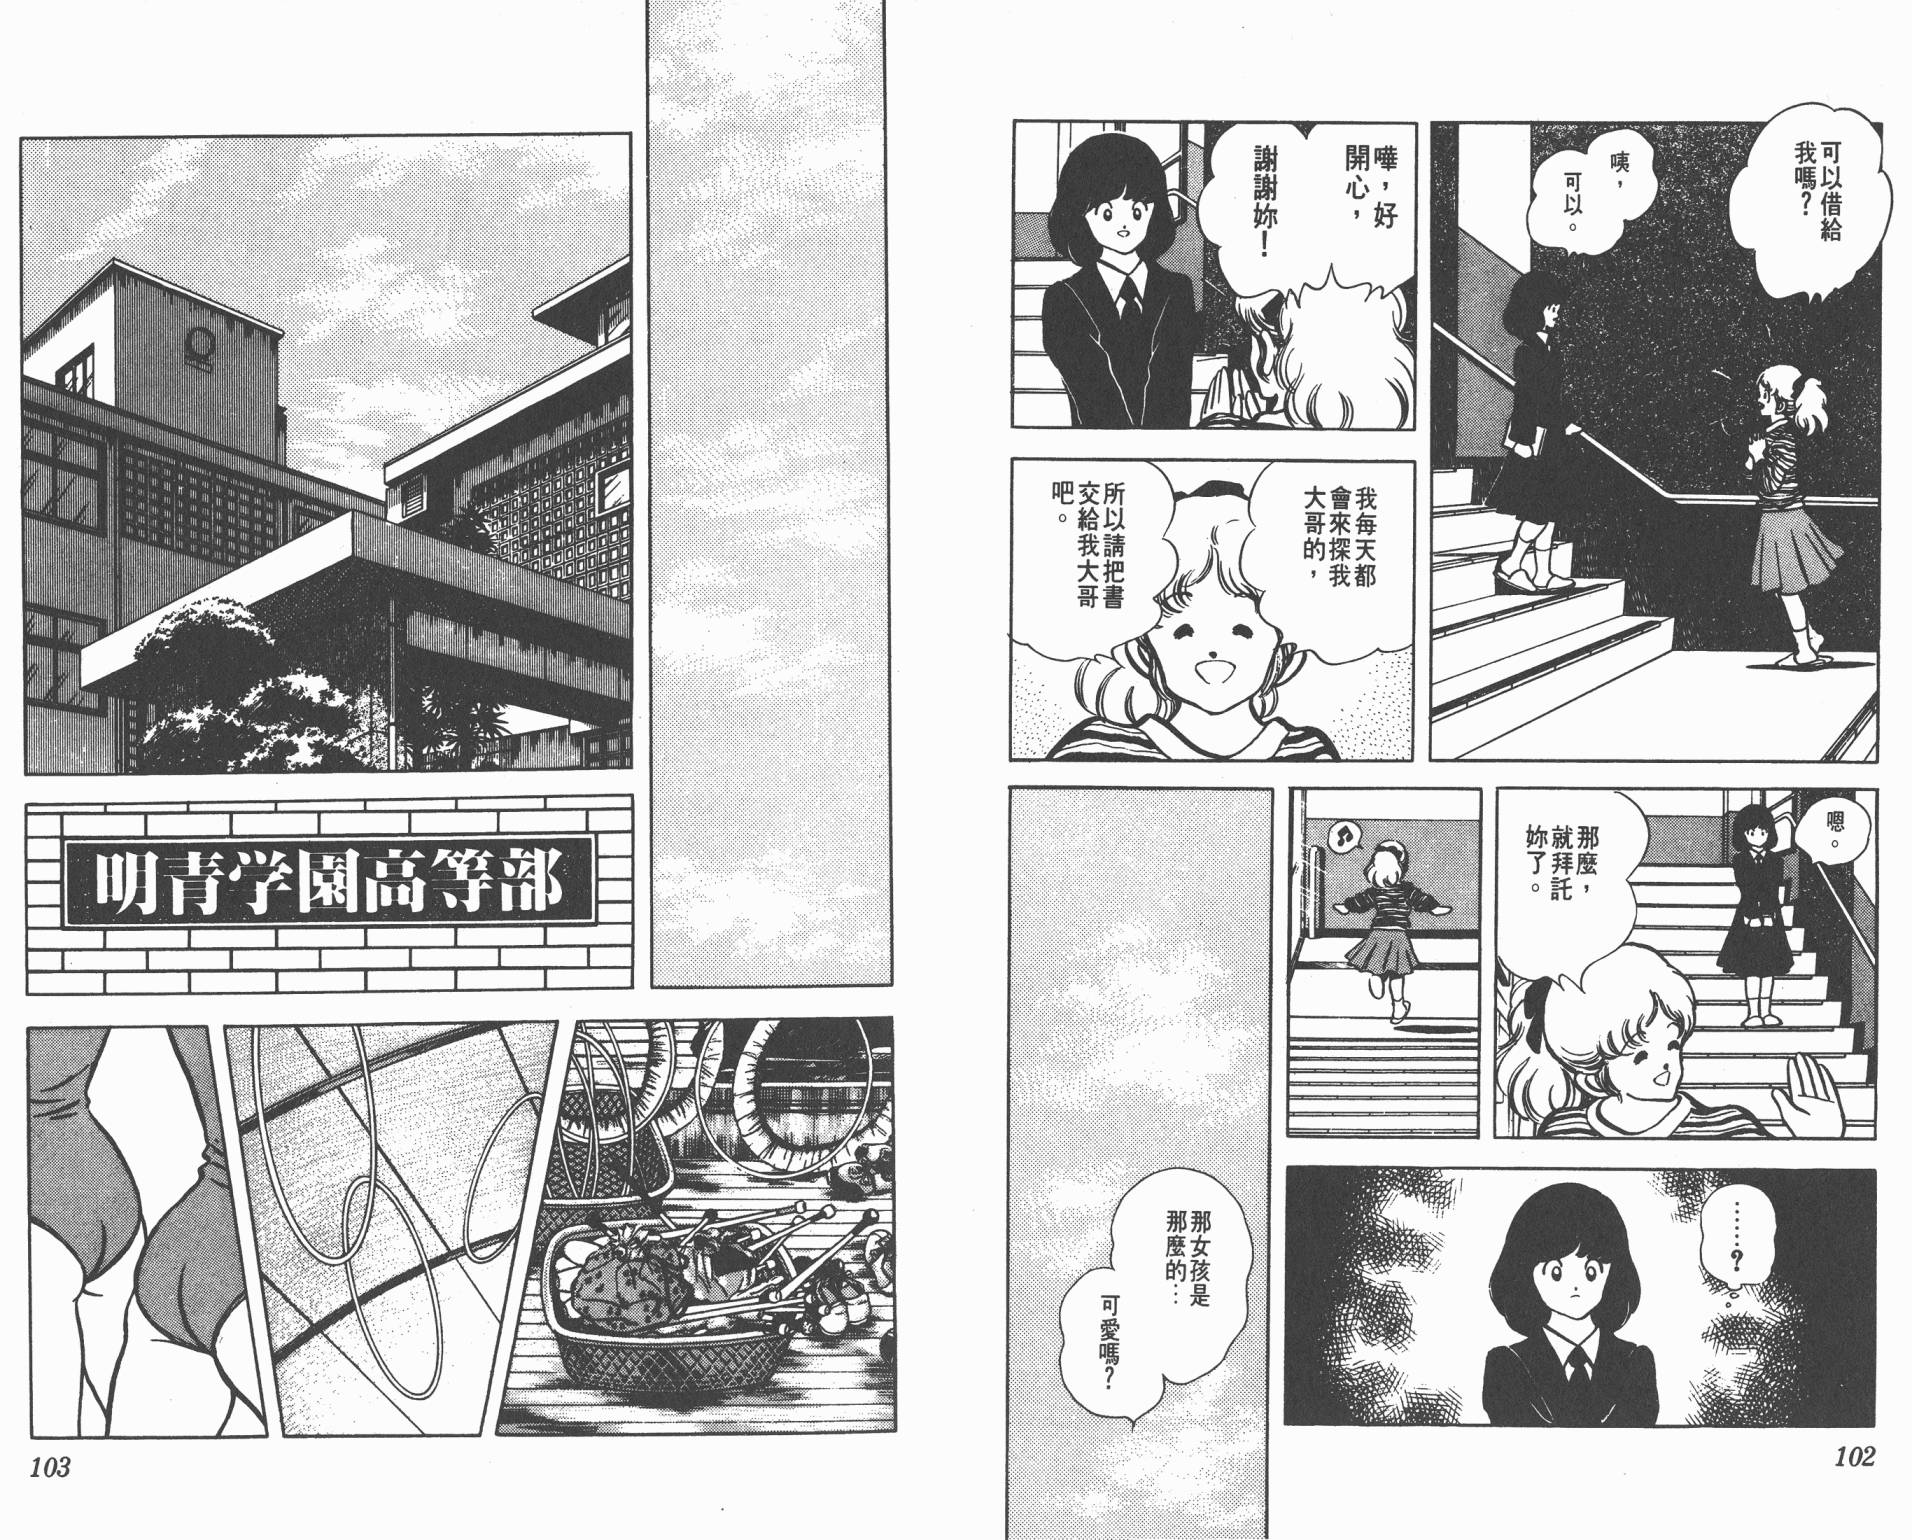 可以借給
我嗎?
咦，
可以。
嘩，好
開心，
謝謝妳！
我每天都
會來探我
大哥的，
所以請把書
交給我大哥
吧。
嗯。
那麼，
就拜託
妳了。
……?
那女孩是
那麼的…
可愛嗎?
102
明青学園高等部
103